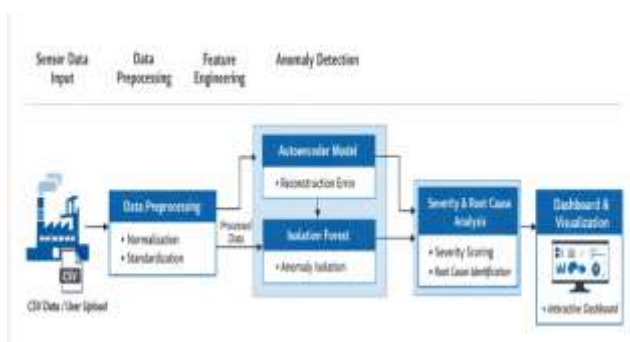 Sensor Data
Input
Data
Prepocessing
Feature
Engineering
Anomaly Detection
Autoencoder Model
• Reconstruction Error
Data Preprocessing
• Normalization
• Standardization
Processed
Data
Isolation Forest
• Anomaly Isolation
Severity & Root Cause
Analysis
• Severity Scoring
• Root Cause Identification
Dashboard &
Visualization
• Interactive Dashboard
CSV
CSV Data / User Upload